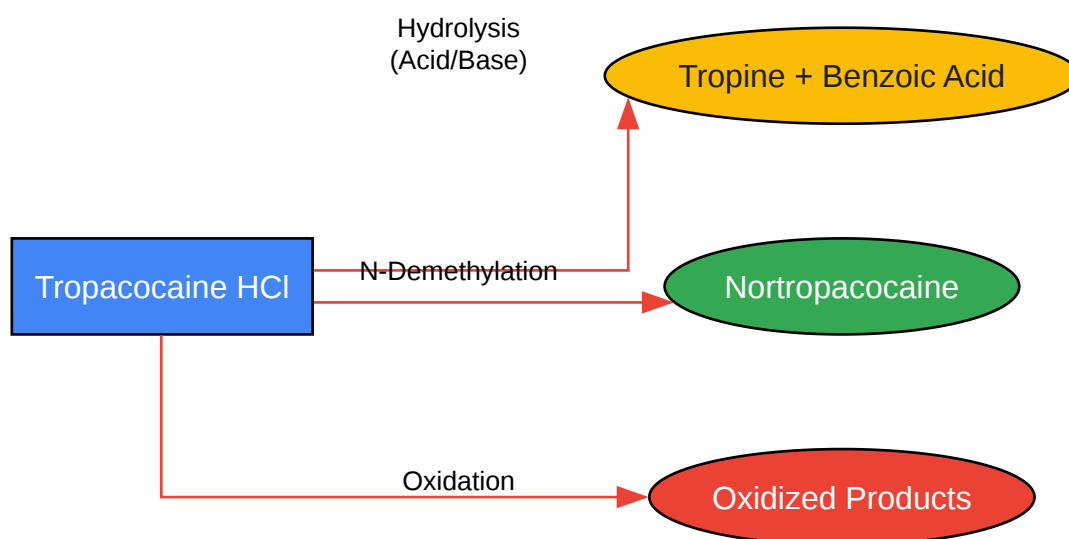 Hydrolysis
(Acid/Base)
Tropine + Benzoic Acid
Tropacocaine HCl
N-Demethylation
Nortropacocaine
Oxidation
Oxidized Products